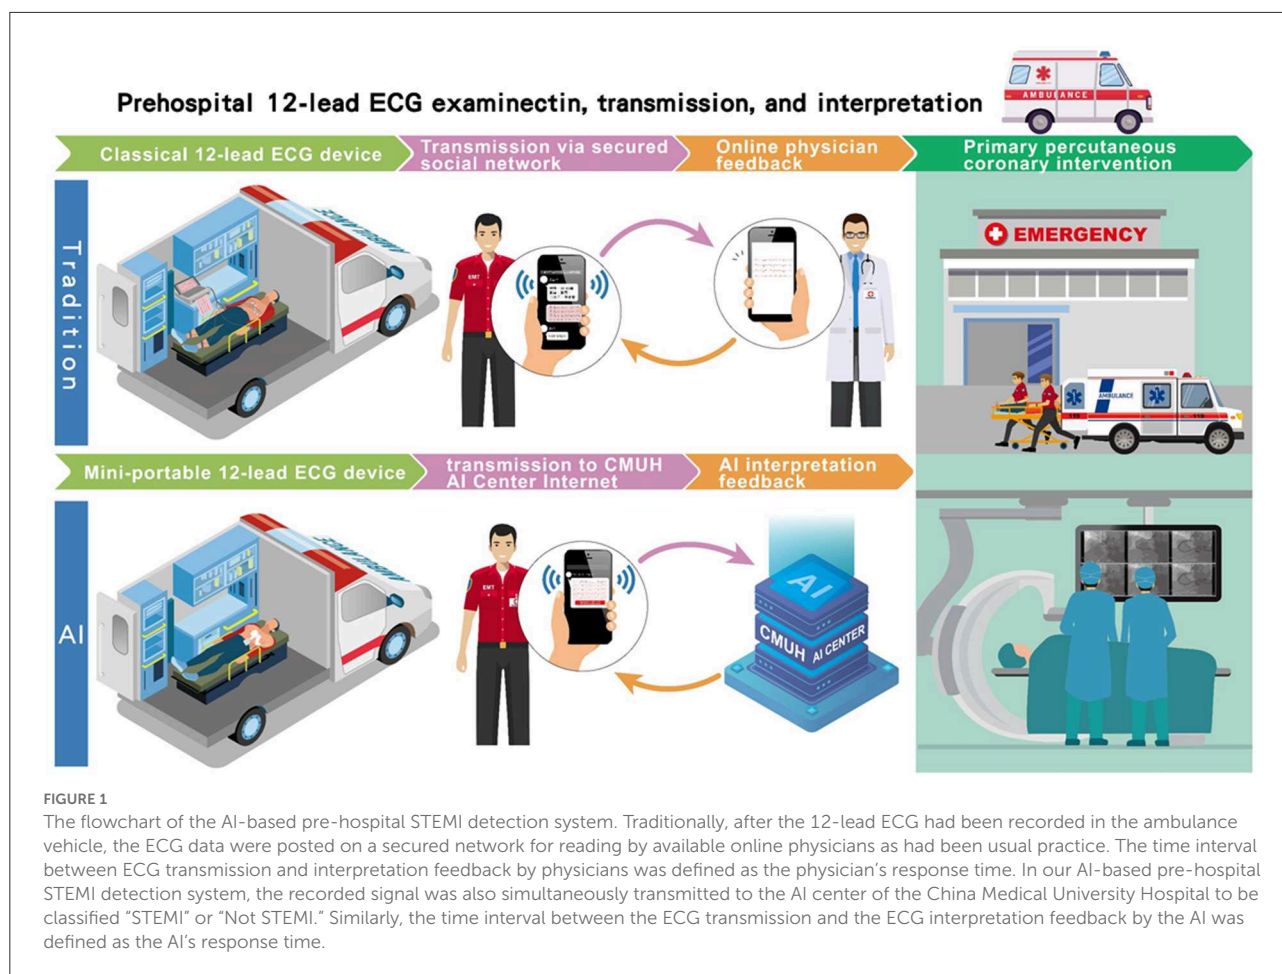 Prehospital 12-lead ECG examinectin, transmission, and interpretation
AMBULANCE
Classical 12-lead ECG device
Transmission via secured
social network
Online physician
feedback
Primary percutaneous
coronary intervention
Tradition
AMBULANCE
EMT
EMERGENCY
AMBULANCE
119
119
Mini-portable 12-lead ECG device
transmission to CMUH
AI Center Internet
AI interpretation
feedback
AI
AMBULANCE
EMT
AI
CMUH AI CENTER
FIGURE 1
The flowchart of the AI-based pre-hospital STEMI detection system. Traditionally, after the 12-lead ECG had been recorded in the ambulance
vehicle, the ECG data were posted on a secured network for reading by available online physicians as had been usual practice. The time interval
between ECG transmission and interpretation feedback by physicians was defined as the physician's response time. In our AI-based pre-hospital
STEMI detection system, the recorded signal was also simultaneously transmitted to the AI center of the China Medical University Hospital to be
classified “STEMI” or “Not STEMI.” Similarly, the time interval between the ECG transmission and the ECG interpretation feedback by the AI was
defined as the AI's response time.